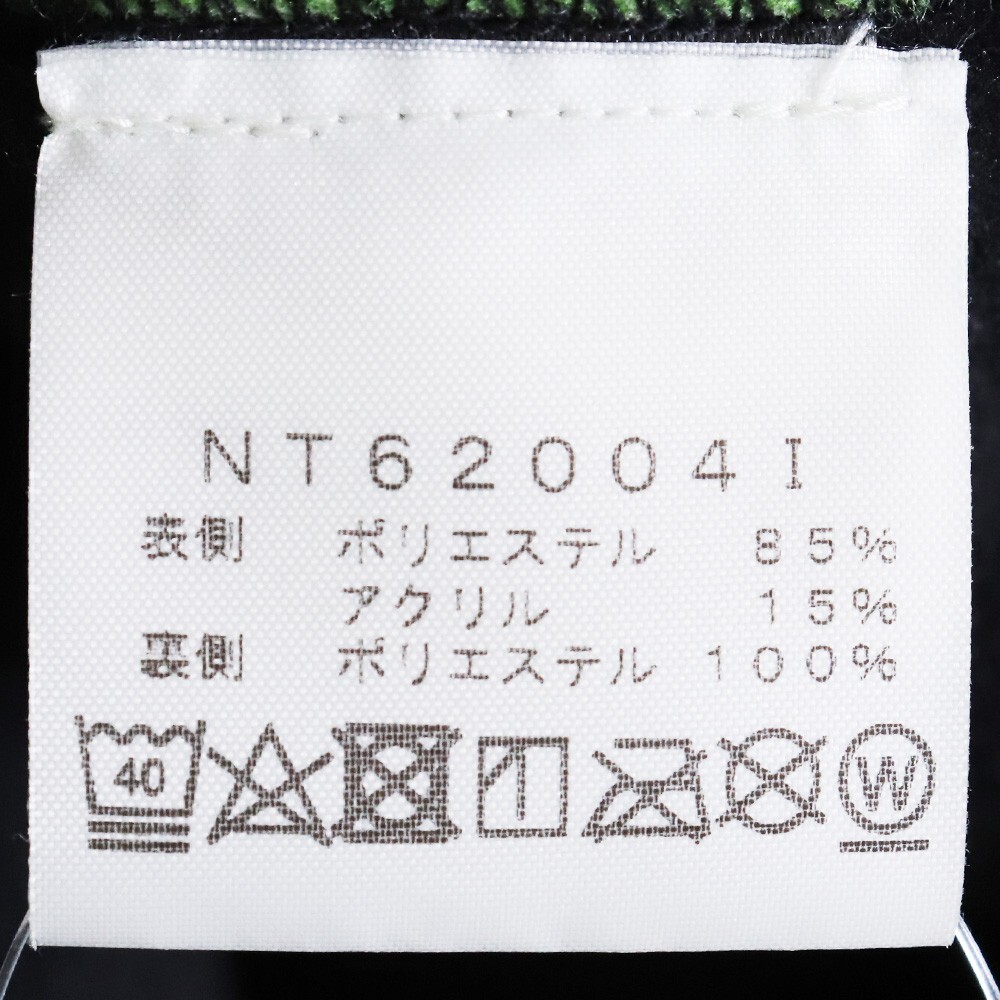 NT62004I
表側 ポリエステル 85%
アクリル 15%
裏側 ポリエステル 100%
40 W